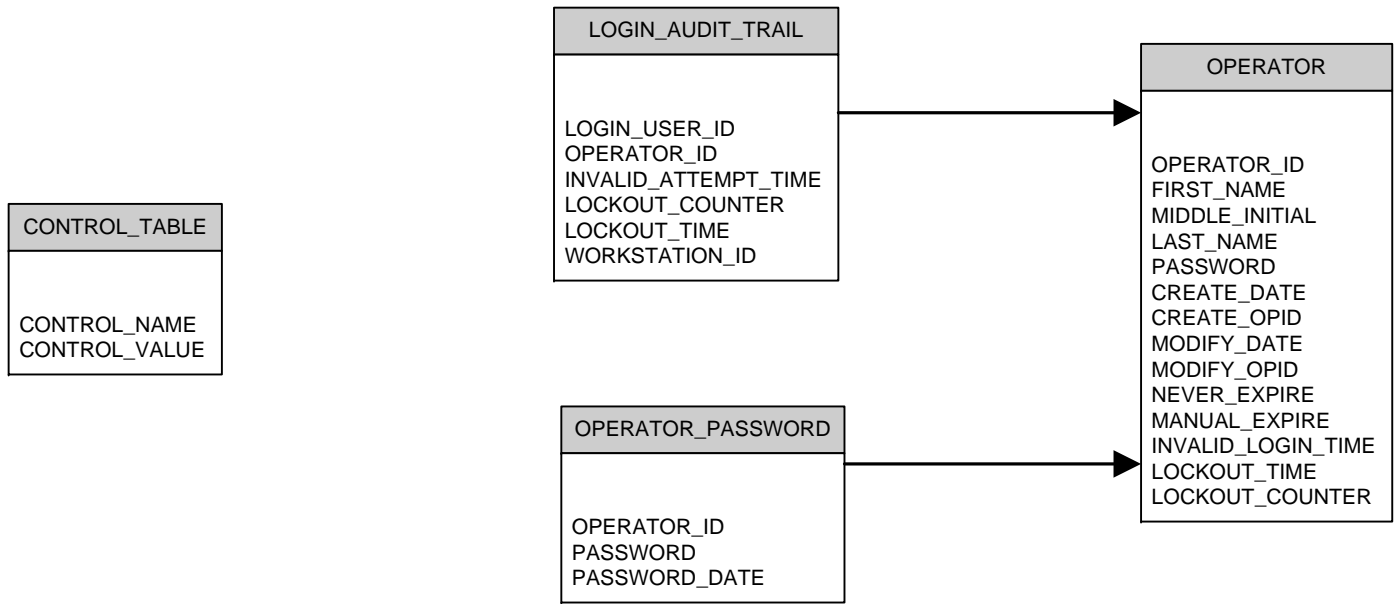 LOGIN_AUDIT_TRAIL
LOGIN_USER_ID
OPERATOR_ID
INVALID_ATTEMPT_TIME
LOCKOUT_COUNTER
LOCKOUT_TIME
WORKSTATION_ID
OPERATOR
OPERATOR_ID
FIRST_NAME
MIDDLE_INITIAL
LAST_NAME
PASSWORD
CREATE_DATE
CREATE_OPID
MODIFY_DATE
MODIFY_OPID
NEVER_EXPIRE
MANUAL_EXPIRE
INVALID_LOGIN_TIME
LOCKOUT_TIME
LOCKOUT_COUNTER
CONTROL_TABLE
CONTROL_NAME
CONTROL_VALUE
OPERATOR_PASSWORD
OPERATOR_ID
PASSWORD
PASSWORD_DATE